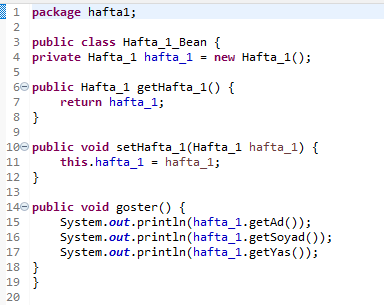 1 package hafta1;
2
3 public class Hafta_1_Bean {
4 private Hafta_1 hafta_1 = new Hafta_1();
5
6 public Hafta_1 getHafta_1() {
7     return hafta_1;
8 }
9
10 public void setHafta_1(Hafta_1 hafta_1) {
11     this.hafta_1 = hafta_1;
12 }
13
14 public void goster() {
15     System.out.println(hafta_1.getAd());
16     System.out.println(hafta_1.getSoyad());
17     System.out.println(hafta_1.getYas());
18 }
19 }
20